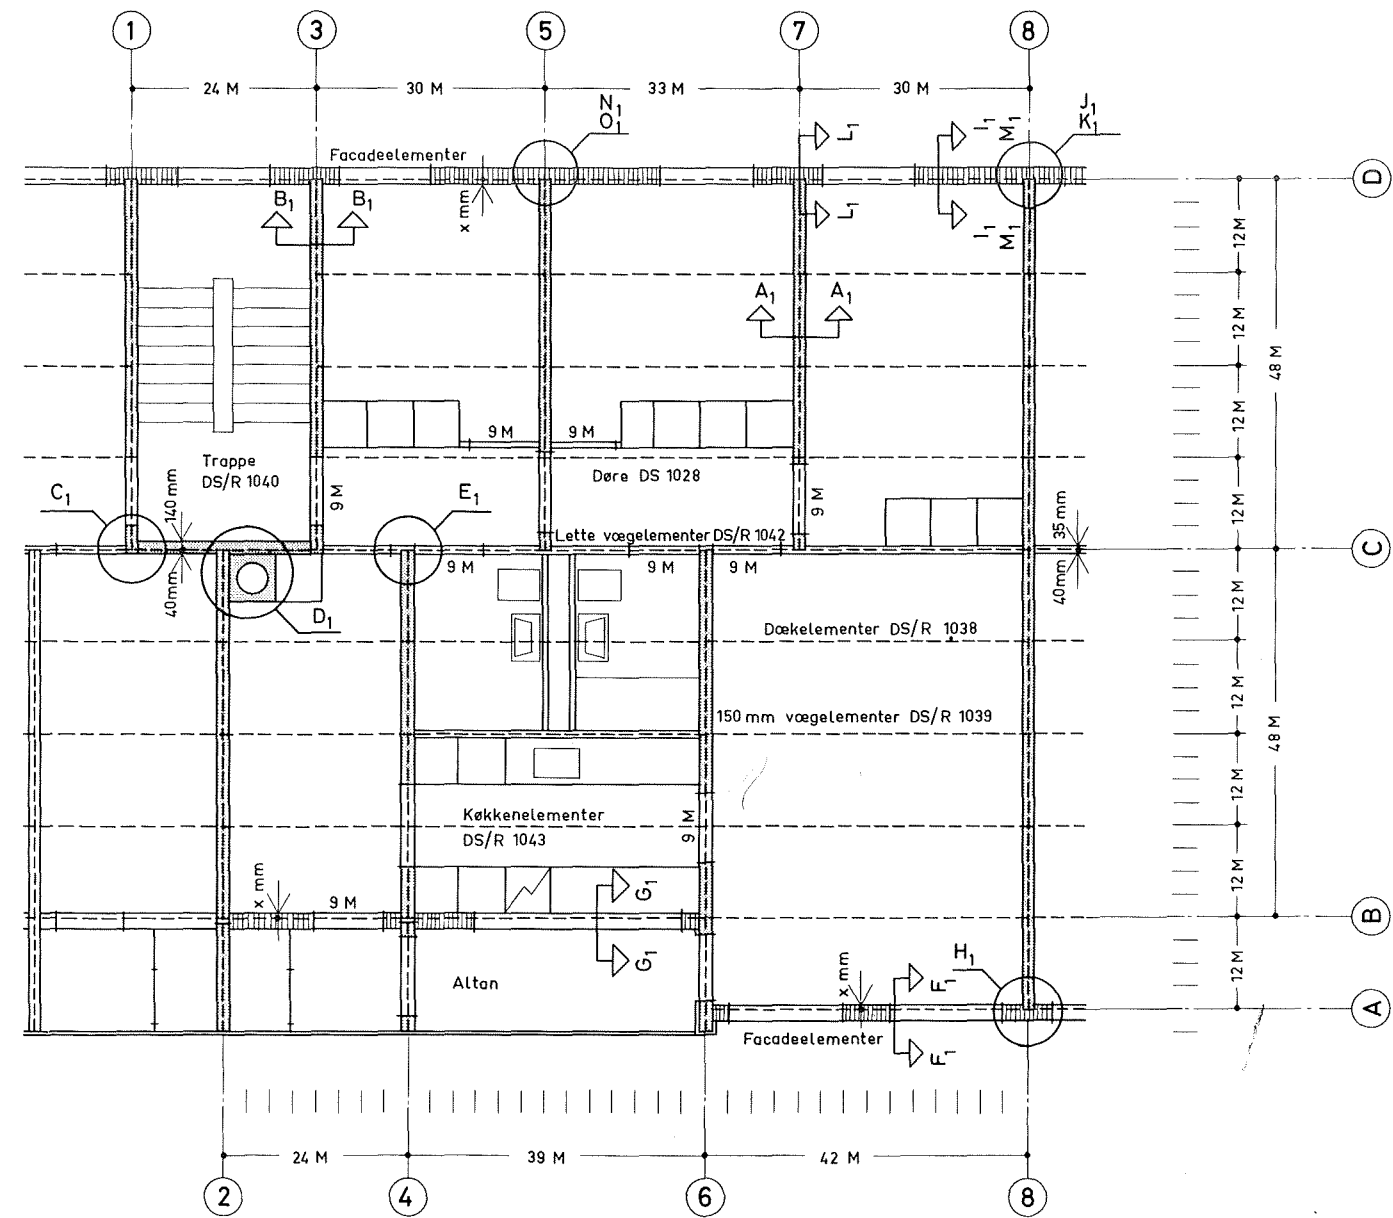 1 3 5 7 8
24 M 30 M 33 M 30 M
N1
O1
J1
K1
L1
I1
M1
Facadeelementer
D
x mm
B1 B1
L1
I1
M1
12 M
A1 A1
12 M
48 M
12 M
9 M 9 M
Trappe
DS/R 1040
Døre DS 1028
C1
140 mm
9 M
E1
9 M
35 mm
12 M
Lette vægelementer DS/R 1042
C
40 mm
9 M 9 M 9 M
40 mm
D1
12 M
Dækelementer DS/R 1038
150 mm vægelementer DS/R 1039
12 M
48 M
Køkkenelementer
DS/R 1043
9 M
12 M
x mm
9 M
G1
12 M
B
G1
Altan
x mm
F1
H1
12 M
A
Facadeelementer
F1
24 M 39 M 42 M
2 4 6 8